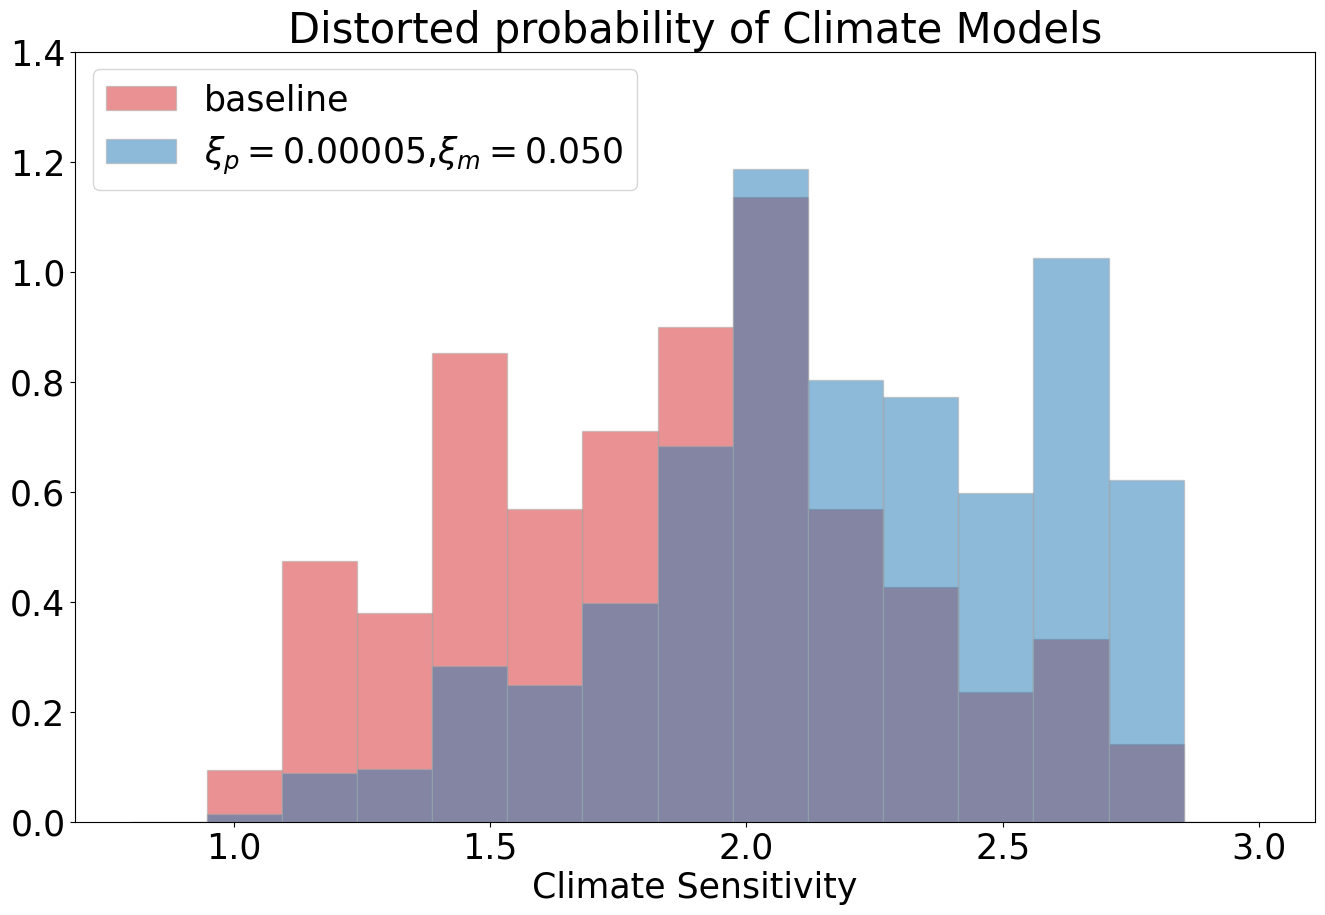 Distorted probability of Climate Models
1.4
1.2
1.0
0.8
0.6
0.4
0.2
0.0
baseline
ξ_p = 0.00005,ξ_m = 0.050
1.0 1.5 2.0 2.5 3.0
Climate Sensitivity